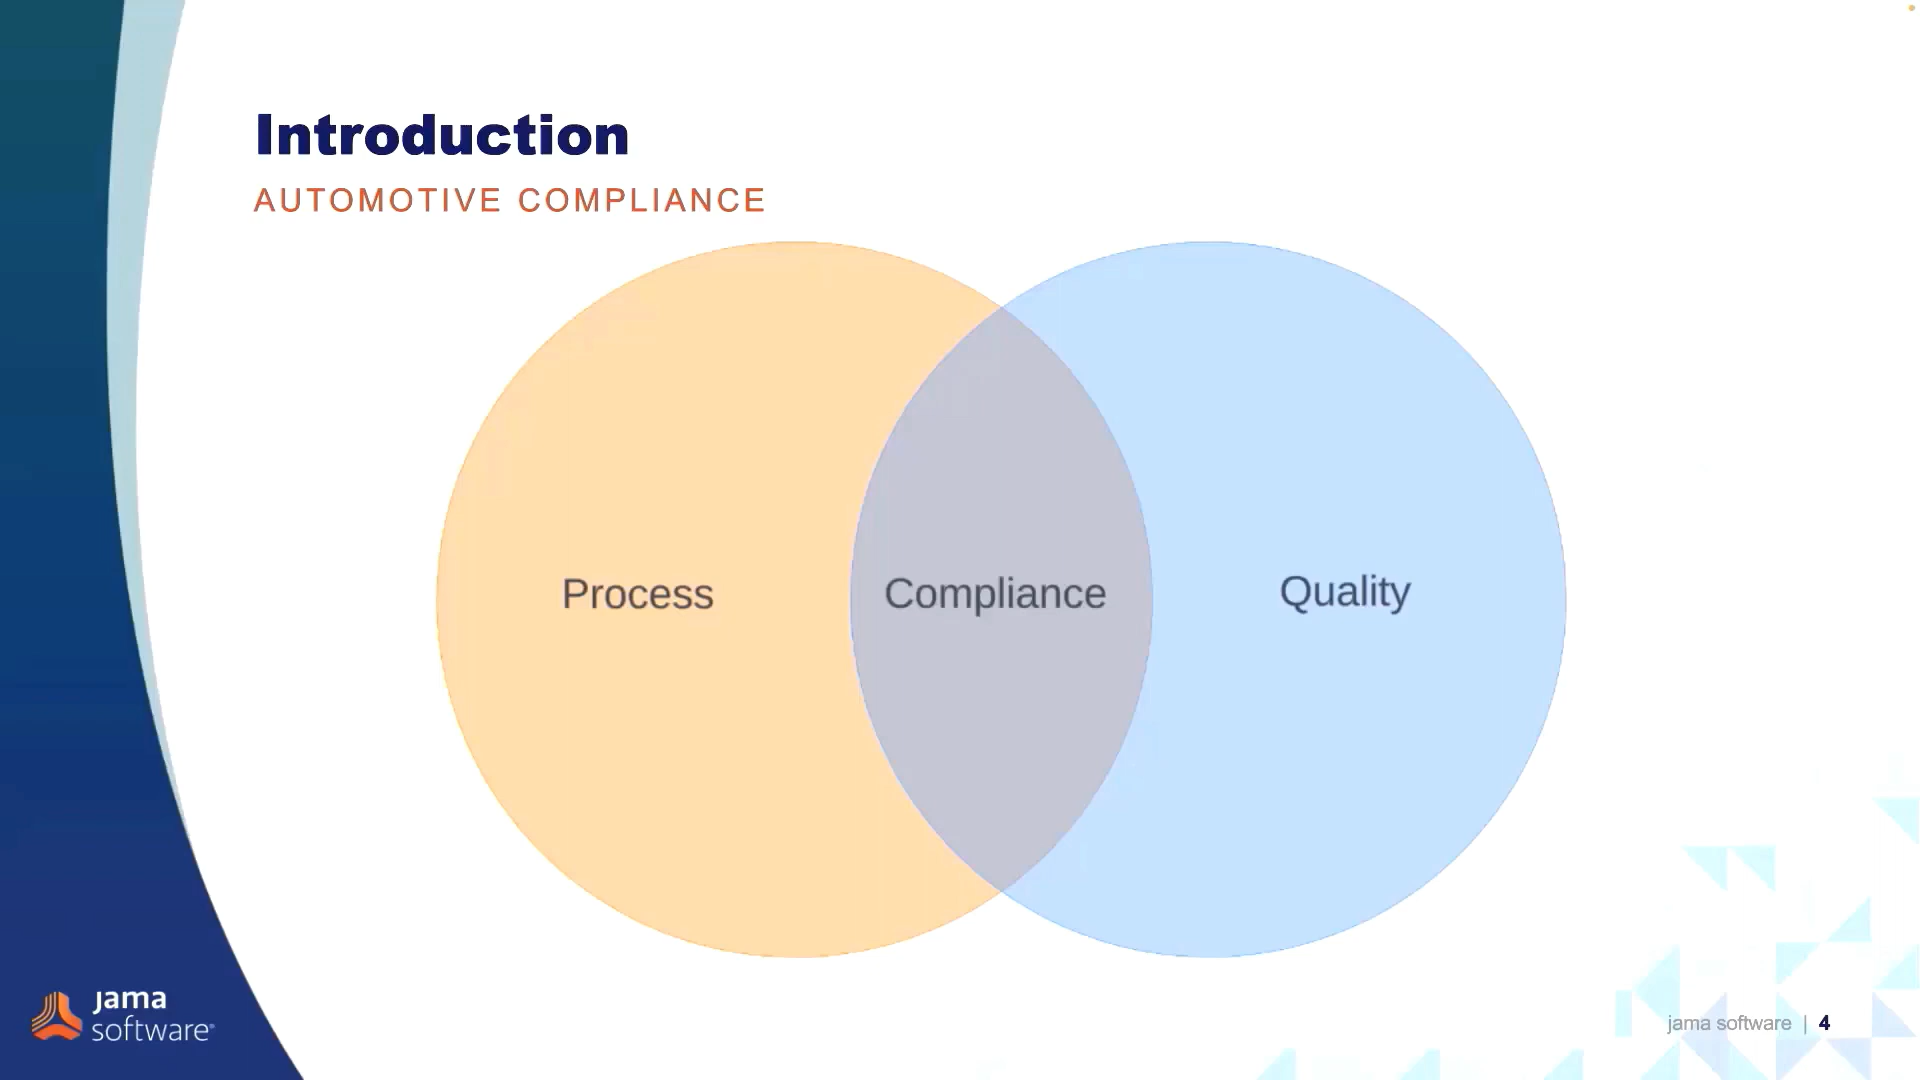 Introduction
AUTOMOTIVE COMPLIANCE
Process
Compliance
Quality
jama
software®
jama software | 4